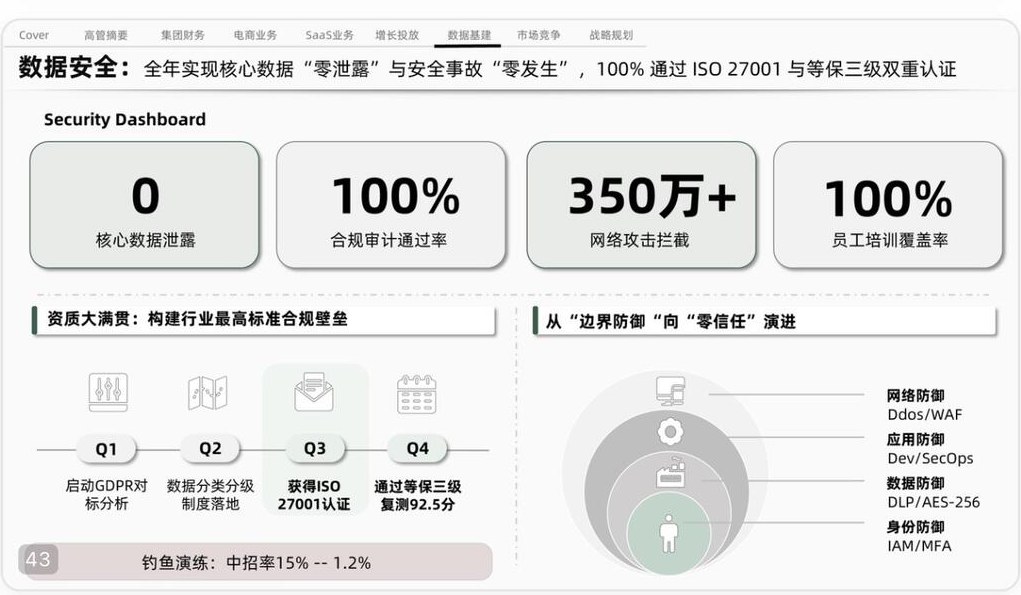 Cover 高管摘要 集团财务 电商业务 SaaS业务 增长投放 数据基建 市场竞争 战略规划
数据安全：全年实现核心数据“零泄露”与安全事故“零发生”，100% 通过 ISO 27001 与等保三级双重认证
Security Dashboard
0
核心数据泄露
100%
合规审计通过率
350万+
网络攻击拦截
100%
员工培训覆盖率
资质大满贯：构建行业最高标准合规壁垒
Q1
启动GDPR对
标分析
Q2
数据分类分级
制度落地
Q3
获得ISO
27001认证
Q4
通过等保三级
复测92.5分
43
钓鱼演练：中招率15% -- 1.2%
从“边界防御“向“零信任”演进
网络防御
Ddos/WAF
应用防御
Dev/SecOps
数据防御
DLP/AES-256
身份防御
IAM/MFA